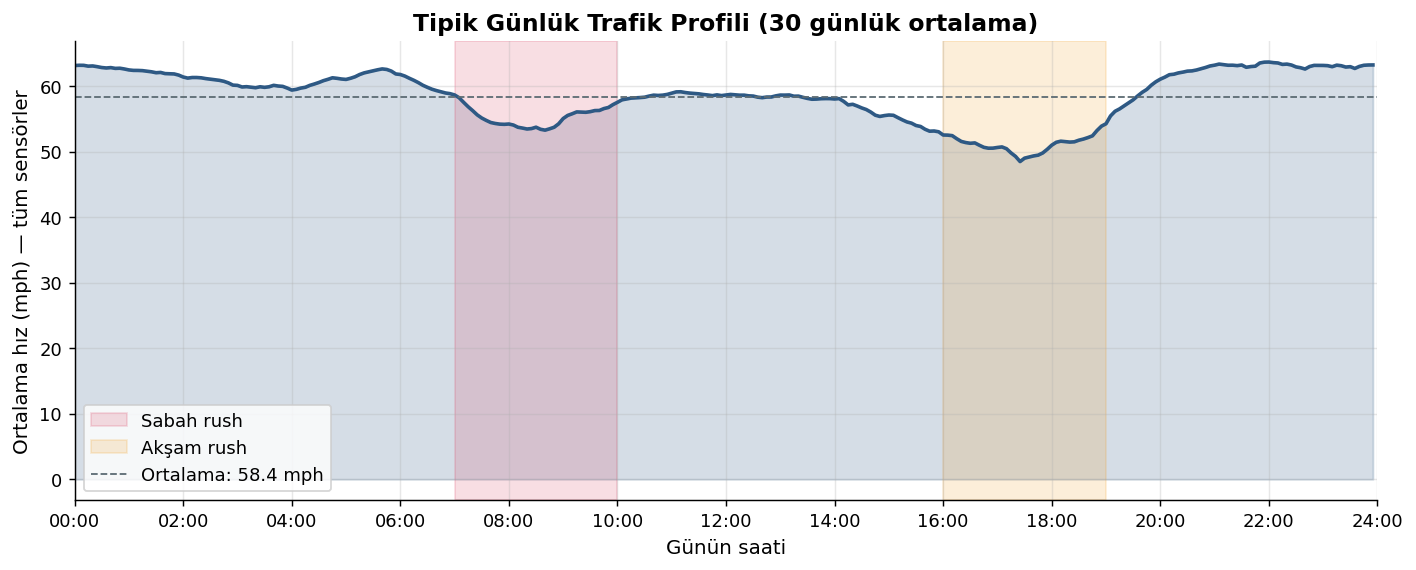 Tipik Günlük Trafik Profili (30 günlük ortalama)
Ortalama hız (mph) — tüm sensörler
60
50
40
30
20
10
0
Sabah rush
Akşam rush
Ortalama: 58.4 mph
00:00 02:00 04:00 06:00 08:00 10:00 12:00 14:00 16:00 18:00 20:00 22:00 24:00
Günün saati